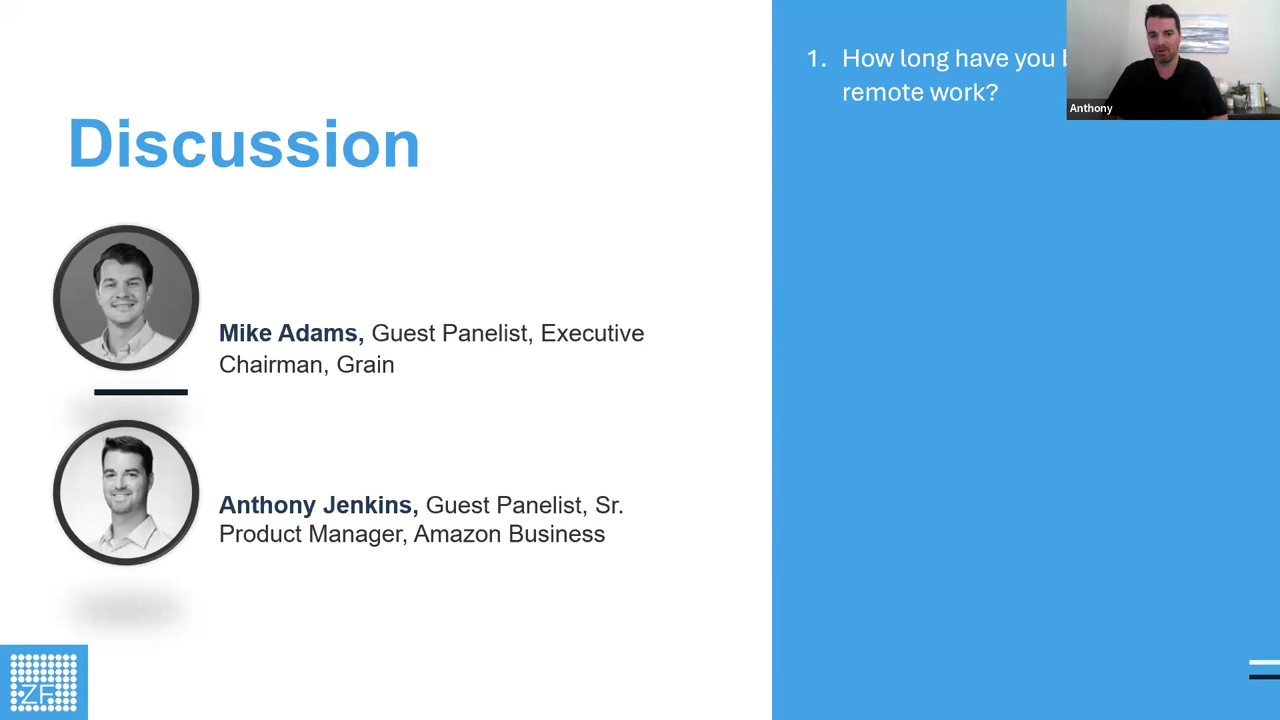 Discussion
Mike Adams, Guest Panelist, Executive
Chairman, Grain
Anthony Jenkins, Guest Panelist, Sr.
Product Manager, Amazon Business
1. How long have you
remote work?
Anthony
ZF